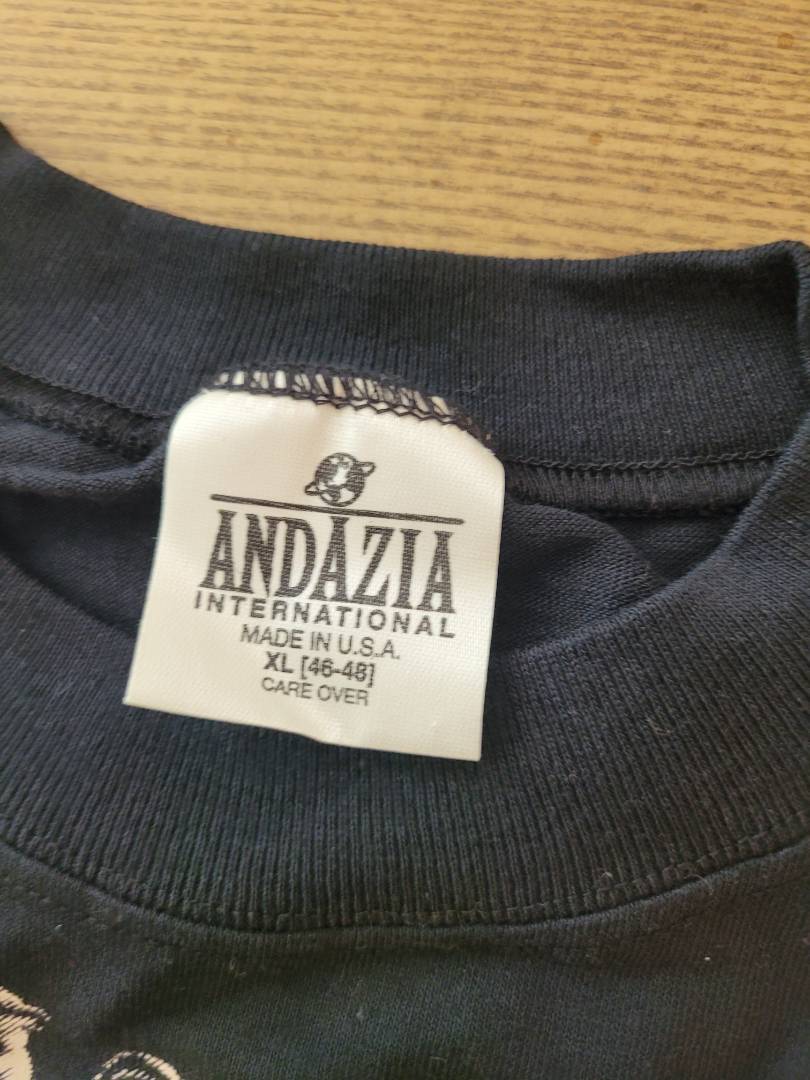 ANDAZIA
INTERNATIONAL
MADE IN U.S.A.
XL [46-48]
CARE OVER